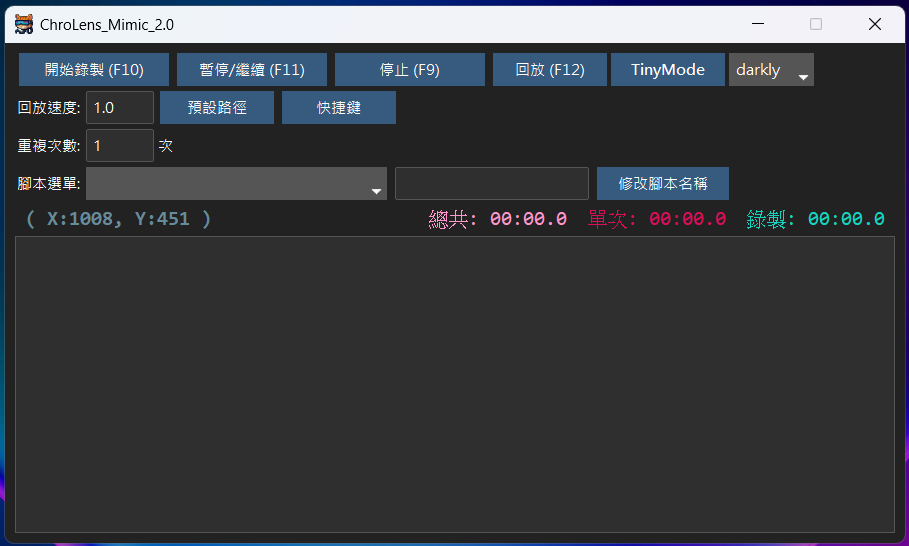 ChroLens_Mimic_2.0
開始錄製 (F10) 暫停/繼續 (F11) 停止 (F9) 回放 (F12) TinyMode darkly
回放速度: 1.0 預設路徑 快捷鍵
重複次數: 1 次
腳本選單: 修改腳本名稱
( X:1008, Y:451 ) 總共: 00:00.0 單次: 00:00.0 錄製: 00:00.0